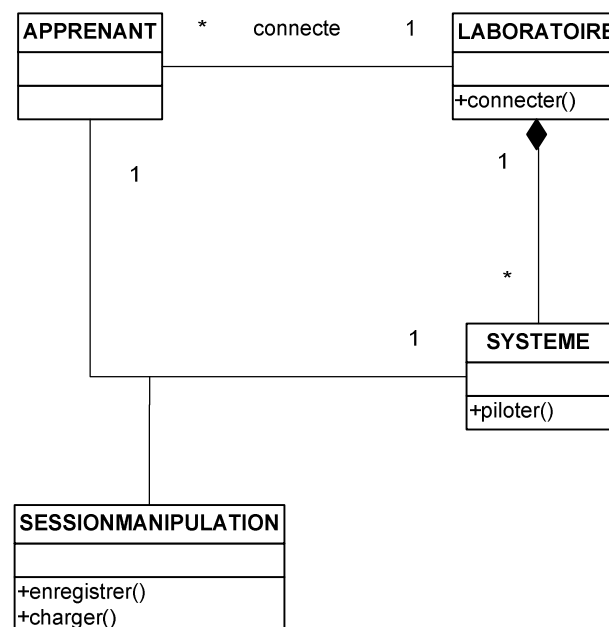 APPRENANT * connecte 1 LABORATOIRE
+connecter()
1 1
*
1
SYSTEME
+piloter()
SESSIONMANIPULATION
+enregistrer()
+charger()